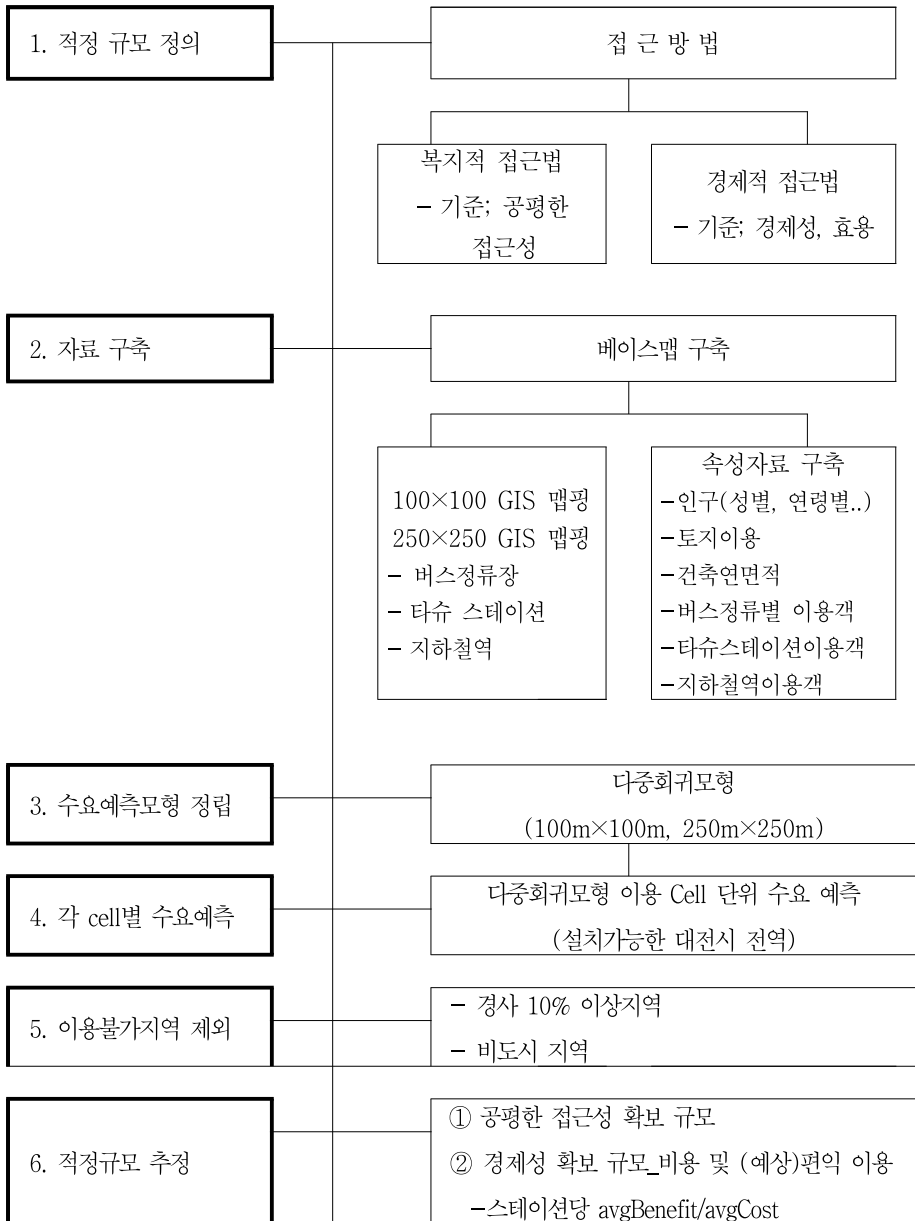 1. 적정 규모 정의
접 근 방 법
복지적 접근법
- 기준; 공평한
접근성
경제적 접근법
- 기준; 경제성, 효용
2. 자료 구축
베이스맵 구축
100×100 GIS 맵핑
250×250 GIS 맵핑
- 버스정류장
- 타슈 스테이션
- 지하철역
속성자료 구축
-인구(성별, 연령별..)
-토지이용
-건축연면적
-버스정류별 이용객
-타슈스테이션이용객
-지하철역이용객
3. 수요예측모형 정립
다중회귀모형
(100m×100m, 250m×250m)
4. 각 cell별 수요예측
다중회귀모형 이용 Cell 단위 수요 예측
(설치가능한 대전시 전역)
5. 이용불가지역 제외
- 경사 10% 이상지역
- 비도시 지역
6. 적정규모 추정
① 공평한 접근성 확보 규모
② 경제성 확보 규모_비용 및 (예상)편익 이용
-스테이션당 avgBenefit/avgCost